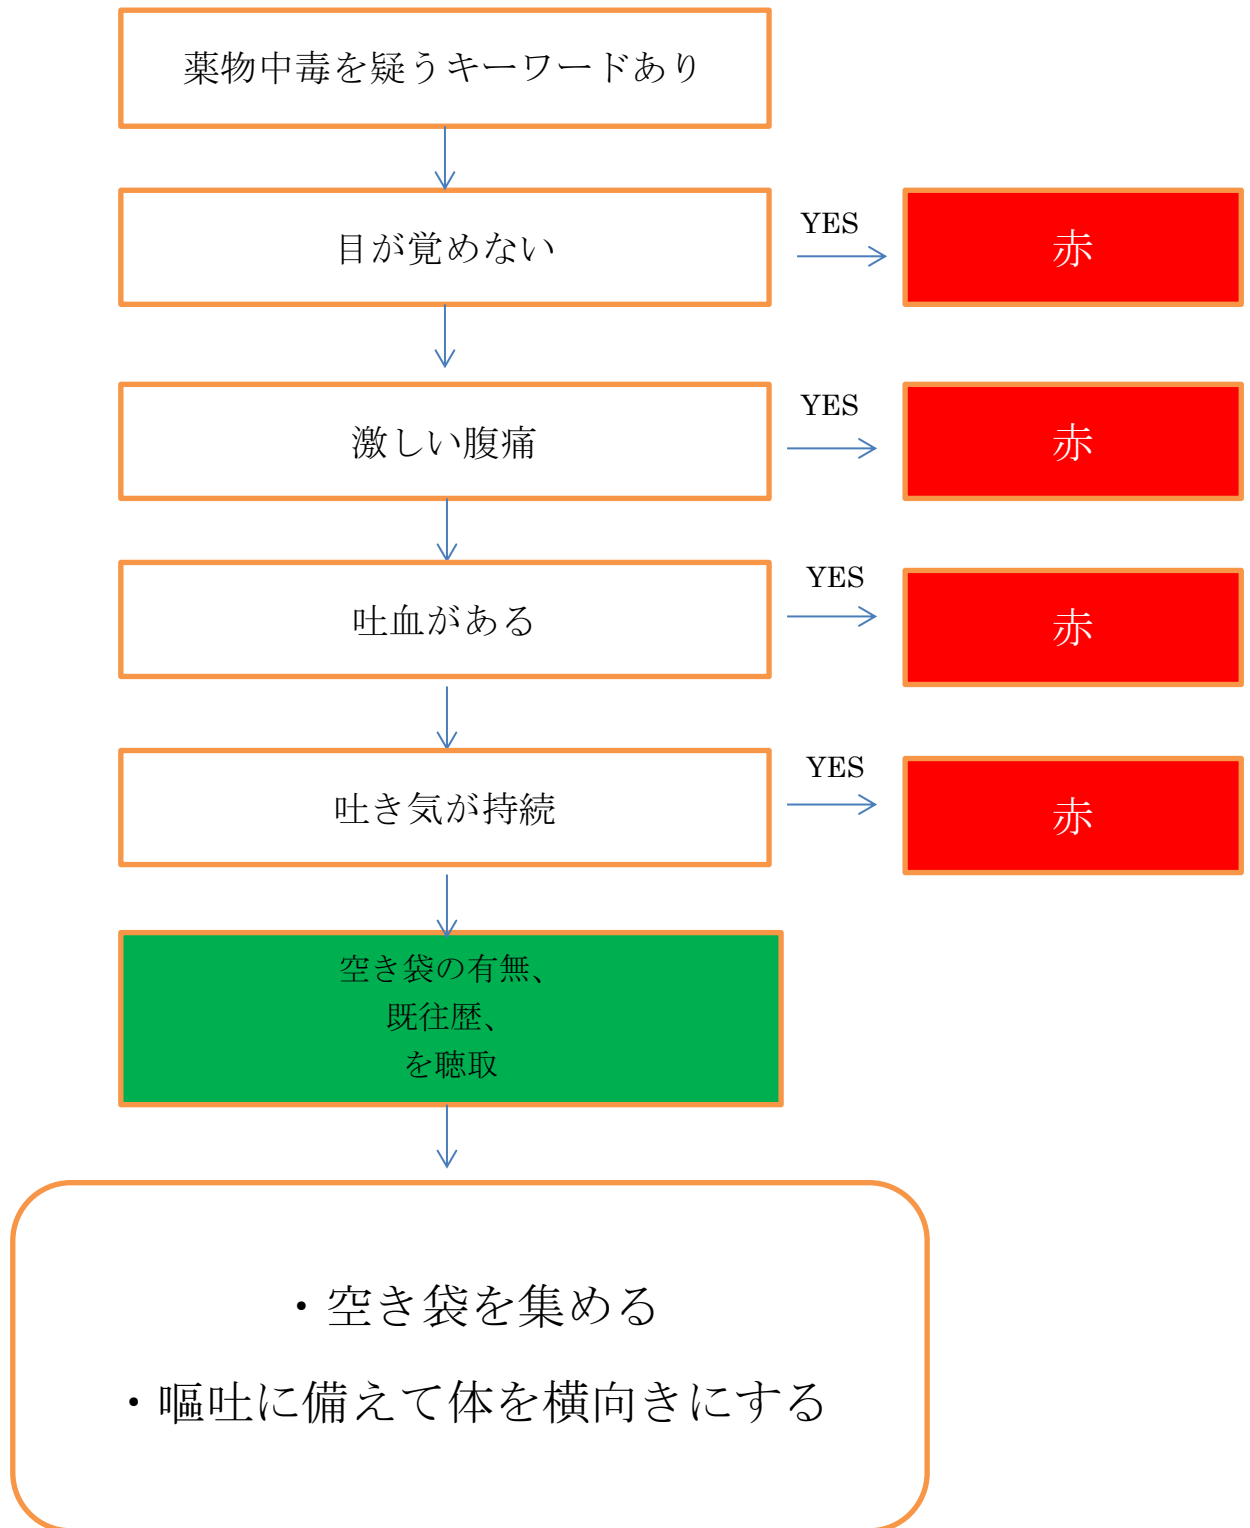 薬物中毒を疑うキーワードあり
目が覚めない
YES
赤
激しい腹痛
YES
赤
吐血がある
YES
赤
吐き気が持続
YES
赤
空き袋の有無、
既往歴、
を聴取
・空き袋を集める
・嘔吐に備えて体を横向きにする